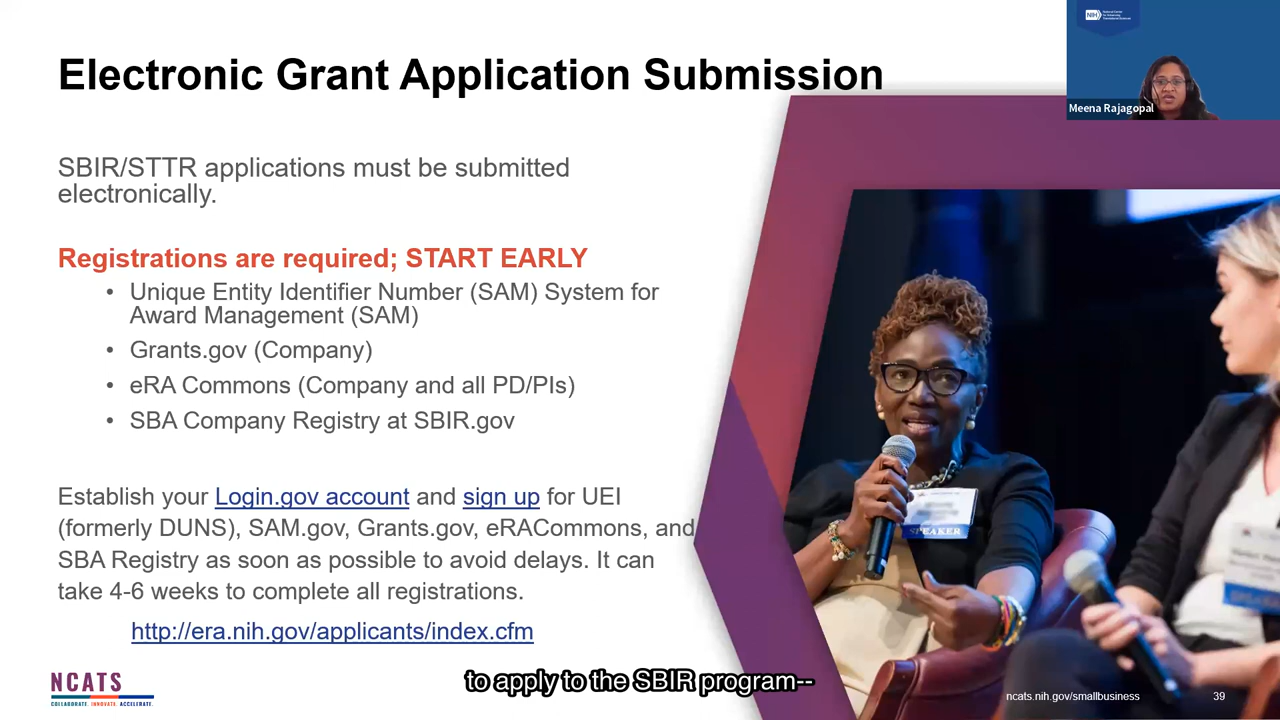 Electronic Grant Application Submission
NIH
Meena Rajagopal
SBIR/STTR applications must be submitted
electronically.
Registrations are required; START EARLY
• Unique Entity Identifier Number (SAM) System for
Award Management (SAM)
• Grants.gov (Company)
• eRA Commons (Company and all PD/PIs)
• SBA Company Registry at SBIR.gov
Establish your Login.gov account and sign up for UEI
(formerly DUNS), SAM.gov, Grants.gov, eRACommons, and
SBA Registry as soon as possible to avoid delays. It can
take 4-6 weeks to complete all registrations.
http://era.nih.gov/applicants/index.cfm
SPEAKER
NCATS
COLLABORATE. INNOVATE. ACCELERATE.
to apply to the SBIR program--
ncats.nih.gov/smallbusiness
39